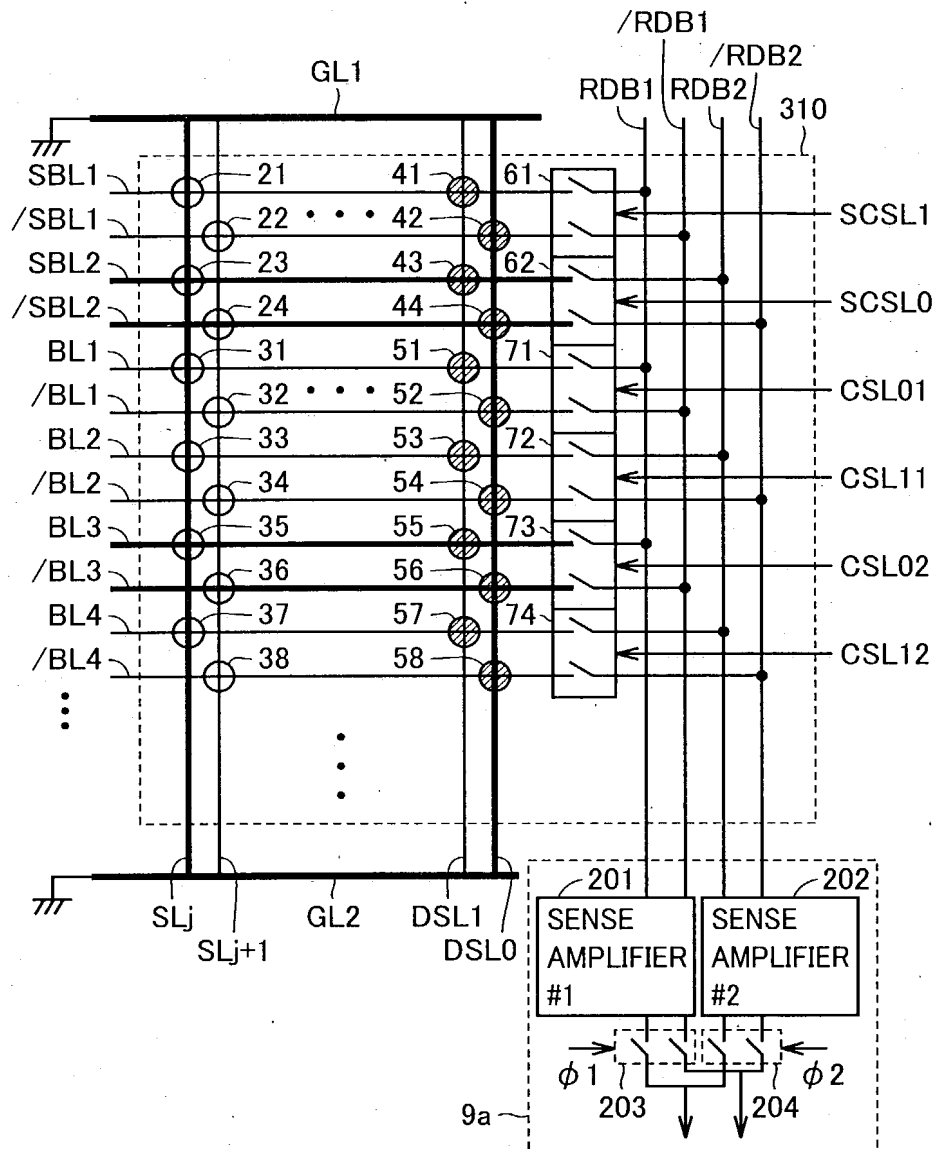 /RDB1
/RDB2
GL1
RDB1
RDB2
310
SBL1
21
41
61
/SBL1
22
42
SCSL1
SBL2
23
43
62
/SBL2
24
44
SCSL0
BL1
31
51
71
/BL1
32
52
CSL01
BL2
33
53
72
/BL2
34
54
CSL11
BL3
35
55
73
/BL3
36
56
CSL02
BL4
37
57
74
/BL4
38
58
CSL12
SLj
SLj+1
GL2
DSL1
DSL0
201
202
SENSE
AMPLIFIER
#1
SENSE
AMPLIFIER
#2
ϕ1
203
204
ϕ2
9a